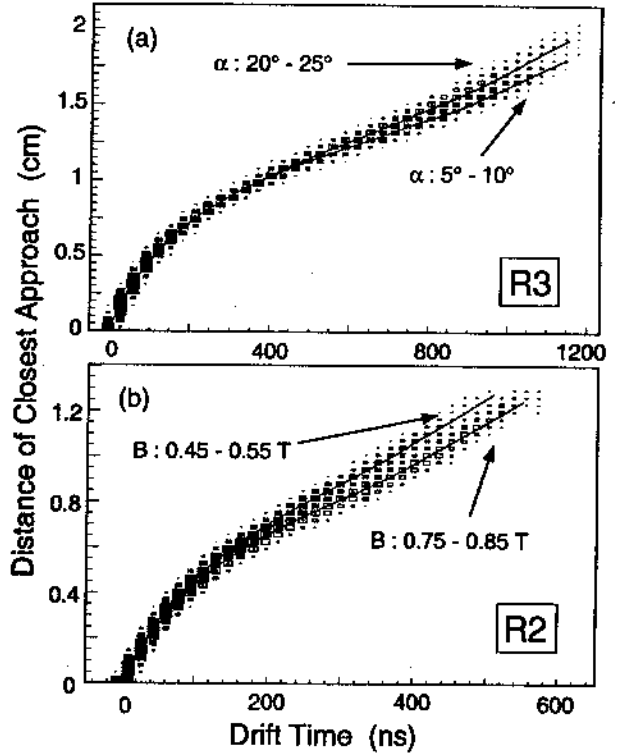 Distance of Closest Approach (cm)
(a)
2
1.5
1
0.5
0
α : 20° - 25°
α : 5° - 10°
R3
0 400 800 1200
(b)
1.2
0.8
0.4
0
B : 0.45 - 0.55 T
B : 0.75 - 0.85 T
R2
0 200 400 600
Drift Time (ns)